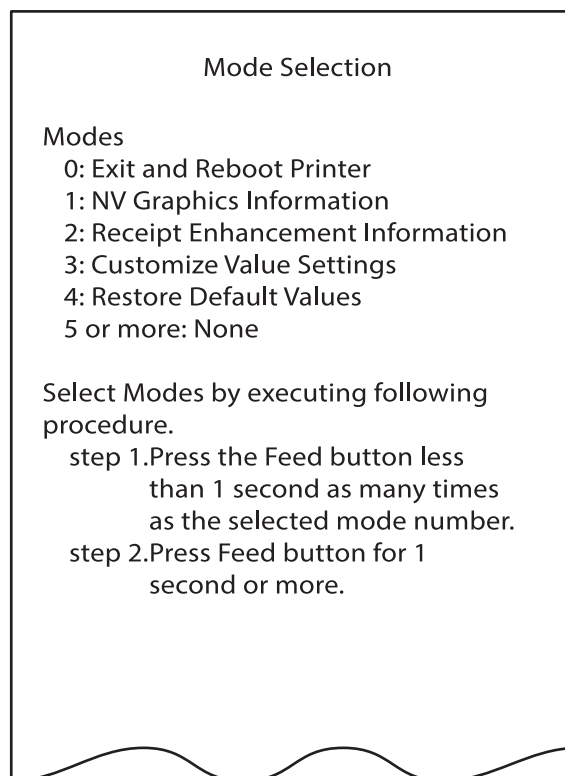 Mode Selection
Modes
0: Exit and Reboot Printer
1: NV Graphics Information
2: Receipt Enhancement Information
3: Customize Value Settings
4: Restore Default Values
5 or more: None
Select Modes by executing following
procedure.
step 1.Press the Feed button less
than 1 second as many times
as the selected mode number.
step 2.Press Feed button for 1
second or more.